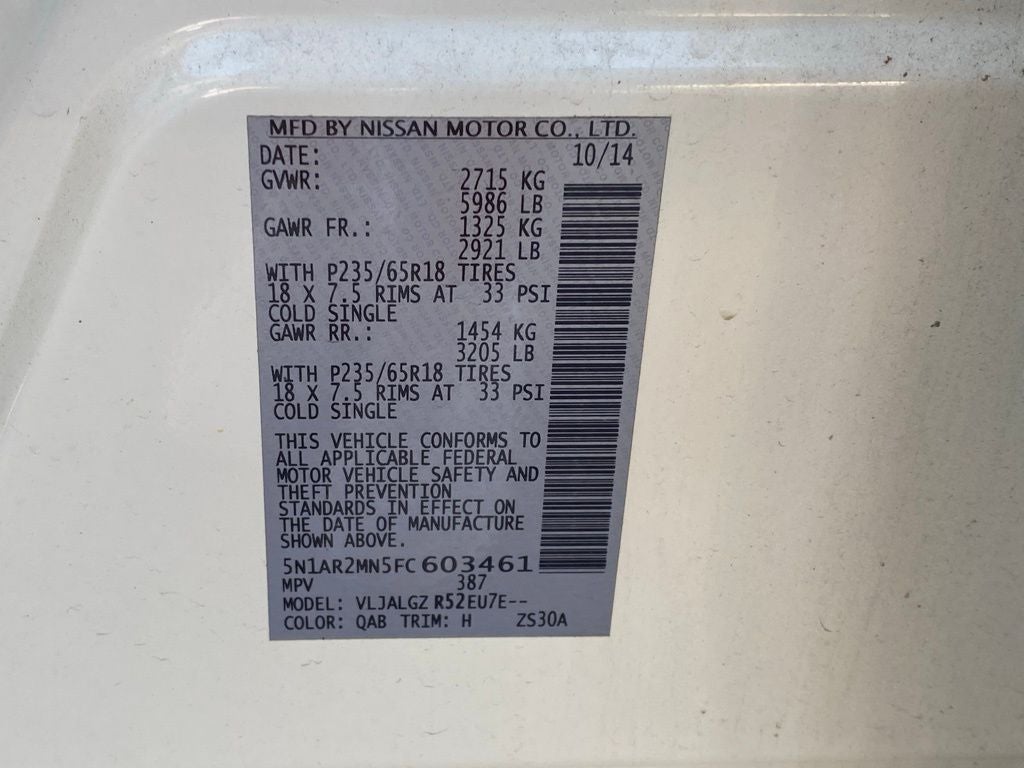 MFD BY NISSAN MOTOR CO., LTD.
DATE: 10/14
GVWR: 2715 KG
5986 LB
GAWR FR.: 1325 KG
2921 LB
WITH P235/65R18 TIRES
18 X 7.5 RIMS AT 33 PSI
COLD SINGLE
GAWR RR.: 1454 KG
3205 LB
WITH P235/65R18 TIRES
18 X 7.5 RIMS AT 33 PSI
COLD SINGLE
THIS VEHICLE CONFORMS TO
ALL APPLICABLE FEDERAL
MOTOR VEHICLE SAFETY AND
THEFT PREVENTION
STANDARDS IN EFFECT ON
THE DATE OF MANUFACTURE
SHOWN ABOVE.
5N1AR2MN5FC 603461
MPV 387
MODEL: VLJALGZ R52EU7E--
COLOR: QAB TRIM: H ZS30A